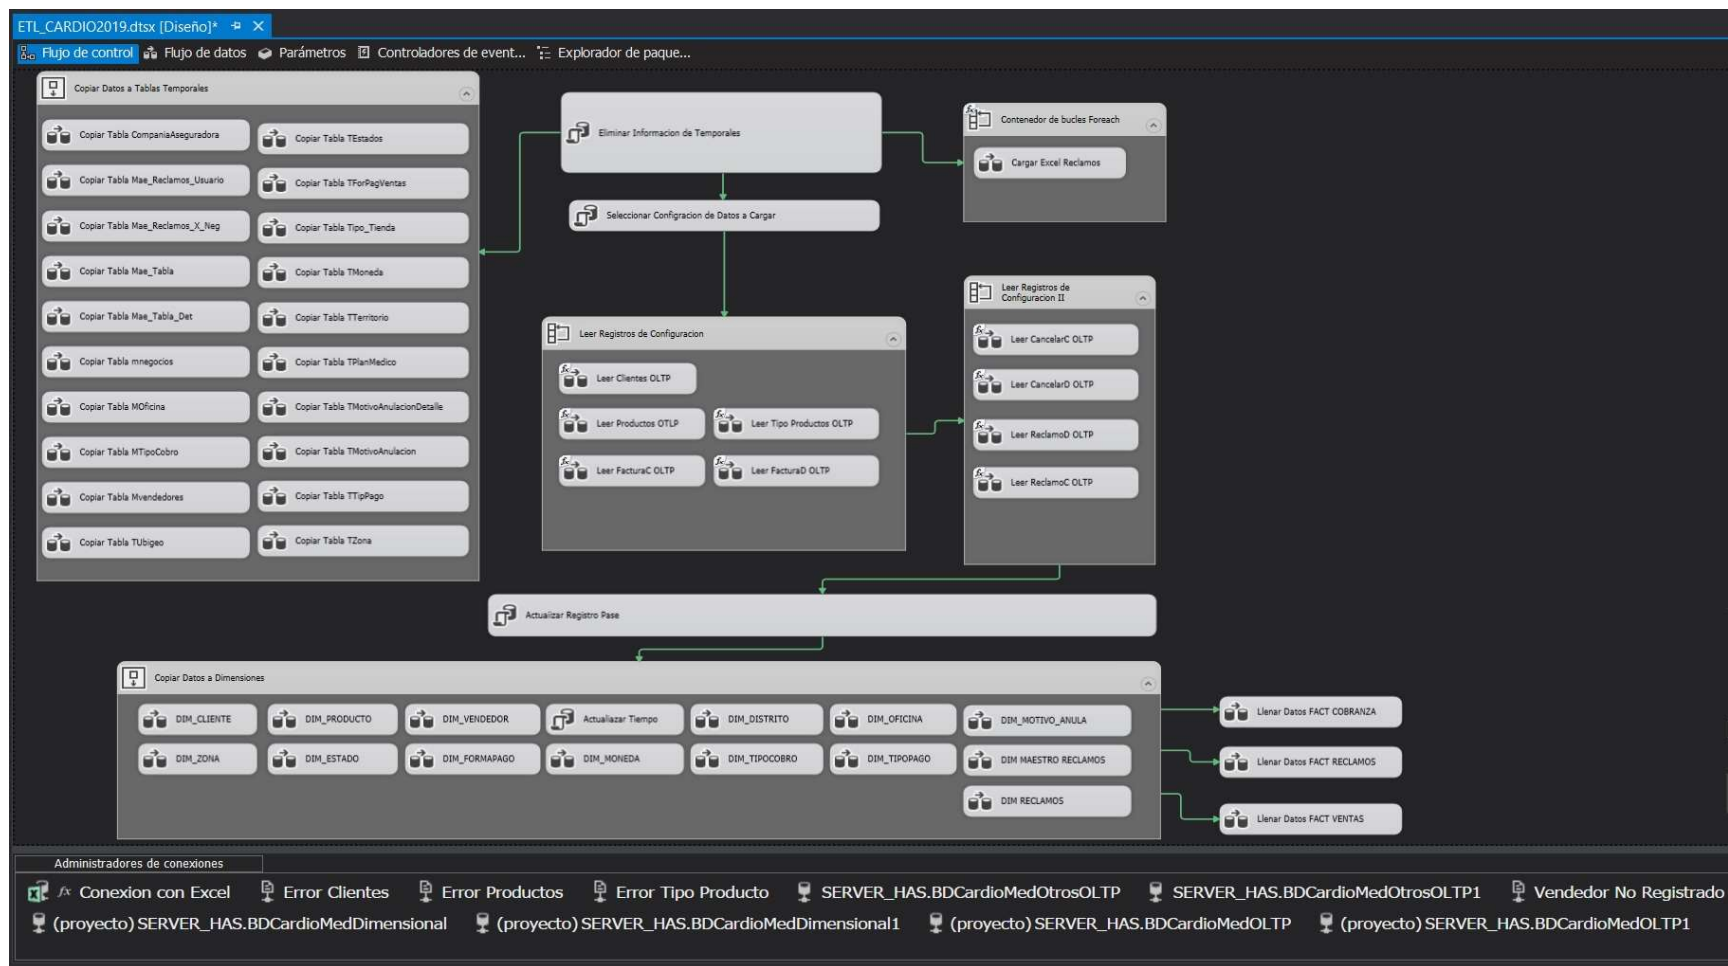 ETL_CARDIO2019.dtsx [Diseño]*
Flujo de control
Flujo de datos
Parámetros
Controladores de event...
Explorador de paque...
Copiar Datos a Tablas Temporales
Copiar Tabla CompaniaAseguradora
Copiar Tabla TEstados
Copiar Tabla Mae_Reclamos_Usuario
Copiar Tabla TForPagVentas
Copiar Tabla Mae_Reclamos_X_Neg
Copiar Tabla Tipo_Tienda
Copiar Tabla Mae_Tabla
Copiar Tabla TMoneda
Copiar Tabla Mae_Tabla_Det
Copiar Tabla TTerritorio
Copiar Tabla mnegocios
Copiar Tabla TPlanMedico
Copiar Tabla MOficina
Copiar Tabla TMotivoAnulacionDetalle
Copiar Tabla MTipoCobro
Copiar Tabla TMotivoAnulacion
Copiar Tabla Mvendedores
Copiar Tabla TTipPago
Copiar Tabla TUbigeo
Copiar Tabla TZona
Eliminar Informacion de Temporales
Seleccionar Configracion de Datos a Cargar
Contenedor de bucles Foreach
Cargar Excel Reclamos
Leer Registros de Configuracion
Leer Clientes OLTP
Leer Productos OTLP
Leer Tipo Productos OLTP
Leer FacturaC OLTP
Leer FacturaD OLTP
Leer Registros de
Configuracion II
Leer CancelarC OLTP
Leer CancelarD OLTP
Leer ReclamoD OLTP
Leer ReclamoC OLTP
Actualizar Registro Pase
Copiar Datos a Dimensiones
DIM_CLIENTE
DIM_PRODUCTO
DIM_VENDEDOR
Actualiazar Tiempo
DIM_DISTRITO
DIM_OFICINA
DIM_MOTIVO_ANULA
DIM_ZONA
DIM_ESTADO
DIM_FORMAPAGO
DIM_MONEDA
DIM_TIPOCOBRO
DIM_TIPOPAGO
DIM MAESTRO RECLAMOS
DIM RECLAMOS
Llenar Datos FACT COBRANZA
Llenar Datos FACT RECLAMOS
Llenar Datos FACT VENTAS
Administradores de conexiones
fx Conexion con Excel
Error Clientes
Error Productos
Error Tipo Producto
SERVER_HAS.BDCardioMedOtrosOLTP
SERVER_HAS.BDCardioMedOtrosOLTP1
Vendedor No Registrado
(proyecto) SERVER_HAS.BDCardioMedDimensional
(proyecto) SERVER_HAS.BDCardioMedDimensional1
(proyecto) SERVER_HAS.BDCardioMedOLTP
(proyecto) SERVER_HAS.BDCardioMedOLTP1